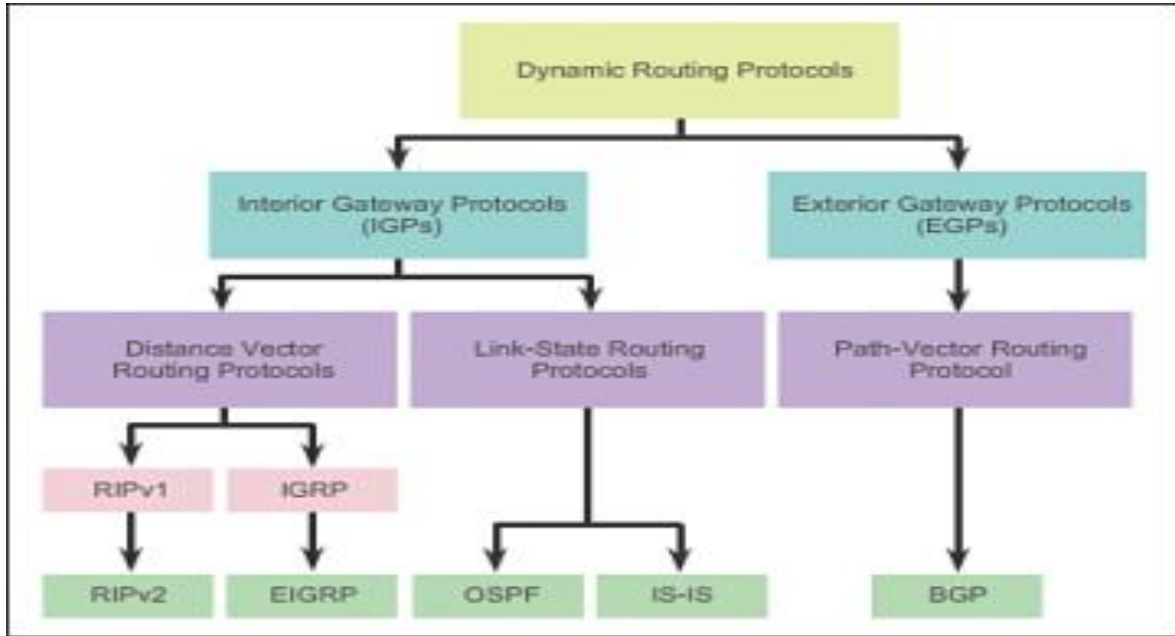 Dynamic Routing Protocols
Interior Gateway Protocols
(IGPs)
Exterior Gateway Protocols
(EGPs)
Distance Vector
Routing Protocols
Link-State Routing
Protocols
Path-Vector Routing
Protocol
RIPv1
IGRP
RIPv2
EIGRP
OSPF
IS-IS
BGP